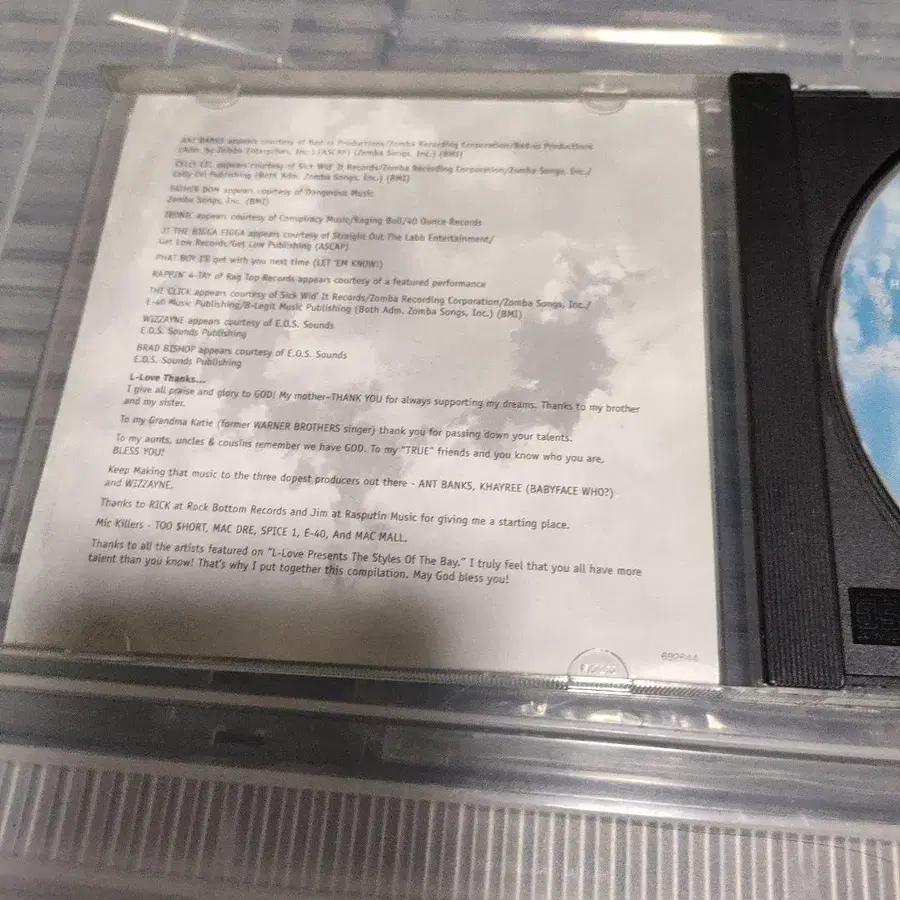 ANT BANKS appears courtesy of Bad-us Productions/Zomba Recording Corporation/Bad-us Productions
(Adm. by Zomba Enterprises, Inc.) (ASCAP) (Zomba Songs, Inc.) (BMI)
CELLY CEL appears courtesy of Sick Wid' It Records/Zomba Recording Corporation/Zomba Songs, Inc./
Celly Cel Publishing (Both Adm. Zomba Songs, Inc.) (BMI)
FATHER DOM appears courtesy of Dangerous Music
Zomba Songs, Inc. (BMI)
EBONIC appears courtesy of Conspiracy Music/Raging Bull/40 Ounce Records
JT THE BIGGA FIGGA appears courtesy of Straight Out The Labb Entertainment/
Get Low Records/Get Low Publishing (ASCAP)
PHAT BOY I'll get with you next time (LET 'EM KNOW!)
RAPPIN' 4-TAY of Rag Top Records appears courtesy of a featured performance
THE CLICK appears courtesy of Sick Wid' It Records/Zomba Recording Corporation/Zomba Songs, Inc./
E-40 Music Publishing/B-Legit Music Publishing (Both Adm. Zomba Songs, Inc.) (BMI)
WIZZAYNE appears courtesy of E.O.S. Sounds
E.O.S. Sounds Publishing
BRAD BISHOP appears courtesy of E.O.S. Sounds
E.O.S. Sounds Publishing
L-Love Thanks...
I give all praise and glory to GOD! My mother-THANK YOU for always supporting my dreams. Thanks to my brother
and my sister.
To my Grandma Katie (former WARNER BROTHERS singer) thank you for passing down your talents.
To my aunts, uncles & cousins remember we have GOD. To my "TRUE" friends and you know who you are,
BLESS YOU!
Keep Making that music to the three dopest producers out there - ANT BANKS, KHAYREE (BABYFACE WHO?)
and WIZZAYNE.
Thanks to RICK at Rock Bottom Records and Jim at Rasputin Music for giving me a starting place.
Mic Killers - TOO $HORT, MAC DRE, SPICE 1, E-40, And MAC MALL.
Thanks to all the artists featured on "L-Love Presents The Styles Of The Bay." I truly feel that you all have more
talent than you know! That's why I put together this compilation. May God bless you!
692644